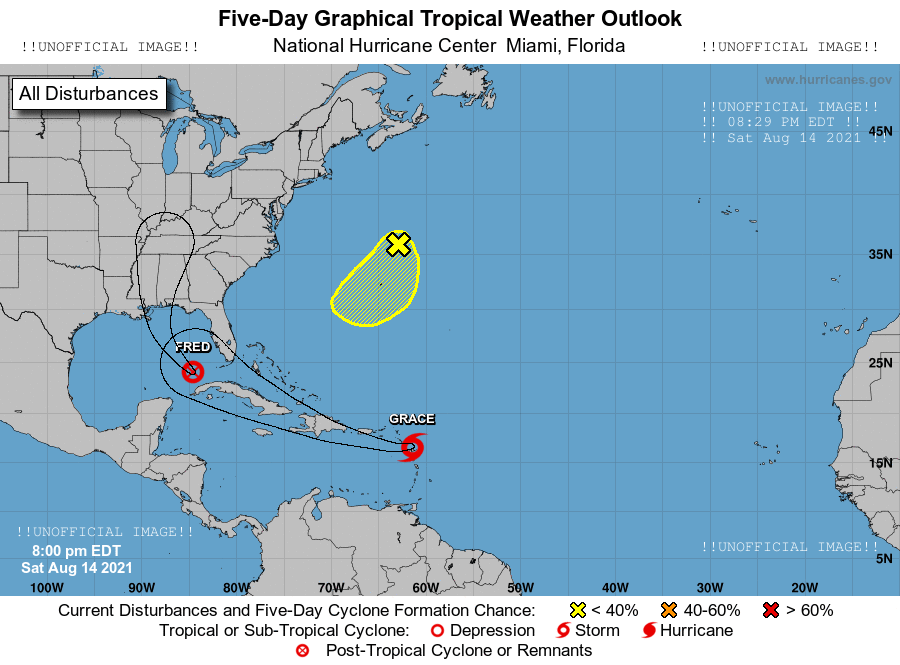 Five-Day Graphical Tropical Weather Outlook
!!UNOFFICIAL IMAGE!! National Hurricane Center Miami, Florida !!UNOFFICIAL IMAGE!!
All Disturbances
www.hurricanes.gov
!!UNOFFICIAL IMAGE!!
!! 08:29 PM EDT !!
!! Sat Aug 14 2021 !!
45N
35N
FRED
25N
GRACE
15N
!!UNOFFICIAL IMAGE!!
8:00 pm EDT
Sat Aug 14 2021
!!UNOFFICIAL IMAGE!!
5N
100W 90W 80W 70W 60W 50W 40W 30W 20W
Current Disturbances and Five-Day Cyclone Formation Chance: < 40% 40-60% > 60%
Tropical or Sub-Tropical Cyclone: Depression Storm Hurricane
Post-Tropical Cyclone or Remnants